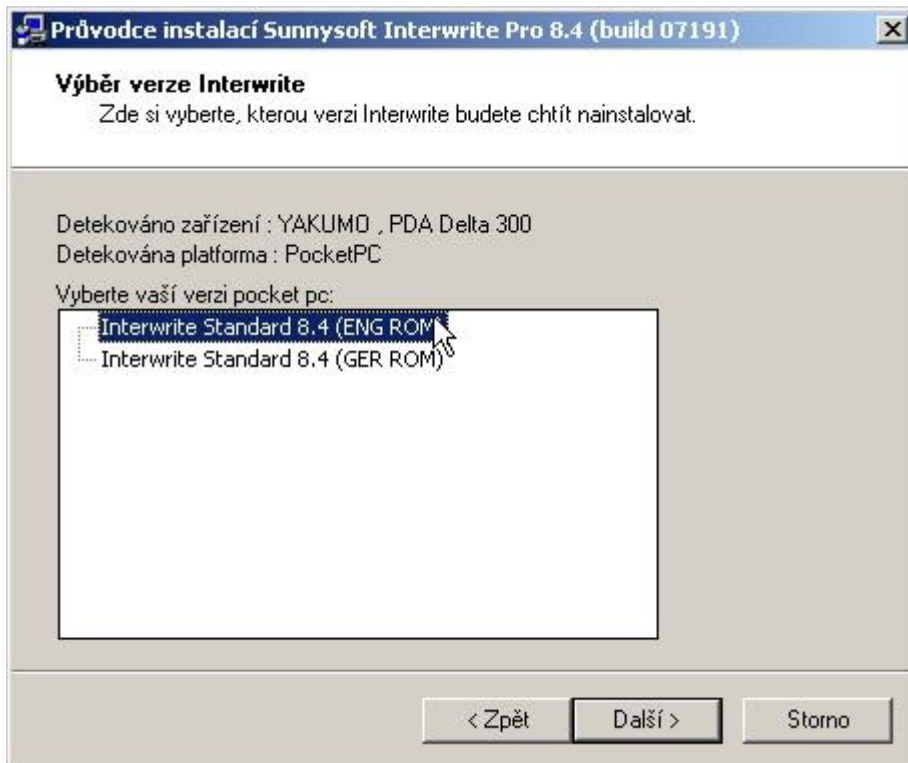 Průvodce instalací Sunnysoft Interwrite Pro 8.4 (build 07191)
Výběr verze Interwrite
Zde si vyberte, kterou verzi Interwrite budete chtít nainstalovat.
Detekováno zařízení : YAKUMO , PDA Delta 300
Detekována platforma : PocketPC
Vyberte vaší verzi pocket pc:
Interwrite Standard 8.4 (ENG ROM)
Interwrite Standard 8.4 (GER ROM)
< Zpět Další > Storno